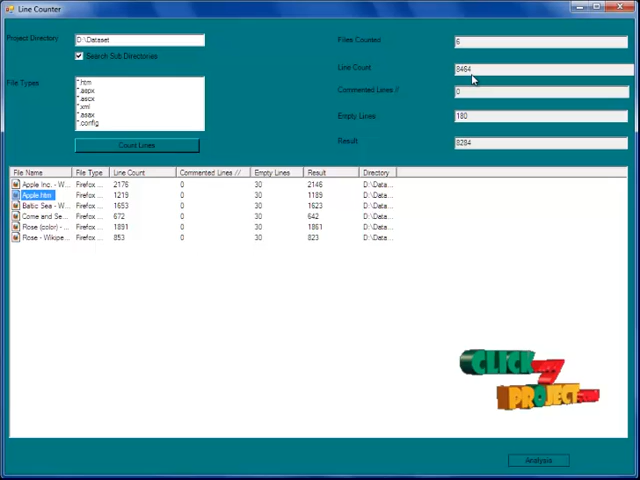 Line Counter
Project Directory
D:\Dataset
Search Sub Directories
File Types
*.htm
*.aspx
*.ascx
*.xml
*.asax
*.config
Count Lines
Files Counted
6
Line Count
8464
Commented Lines //
0
Empty Lines
180
Result
8284
File Name File Type Line Count Commented Lines // Empty Lines Result Directory
Apple Inc. - W... Firefox ... 2176 0 30 2146 D:\Data...
Apple.htm Firefox ... 1219 0 30 1189 D:\Data...
Baltic Sea - W... Firefox ... 1653 0 30 1623 D:\Data...
Come and Se... Firefox ... 672 0 30 642 D:\Data...
Rose (color) - ... Firefox ... 1891 0 30 1861 D:\Data...
Rose - Wikipe... Firefox ... 853 0 30 823 D:\Data...
CLICK
PROJECT
Analysis